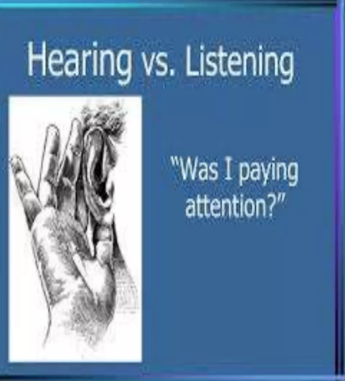 Hearing vs. Listening
“Was I paying
attention?”